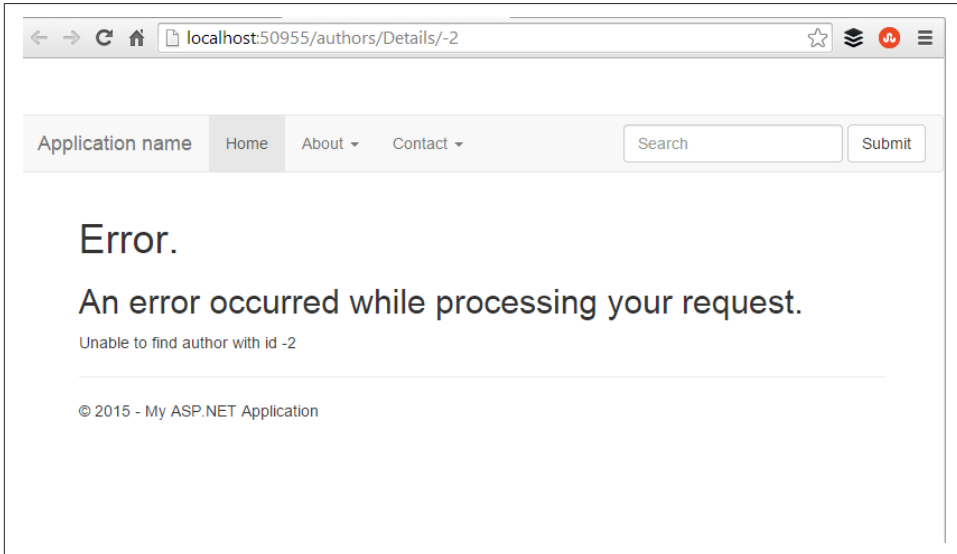 localhost:50955/authors/Details/-2
Application name Home About Contact Search Submit
Error.
An error occurred while processing your request.
Unable to find author with id -2
© 2015 - My ASP.NET Application